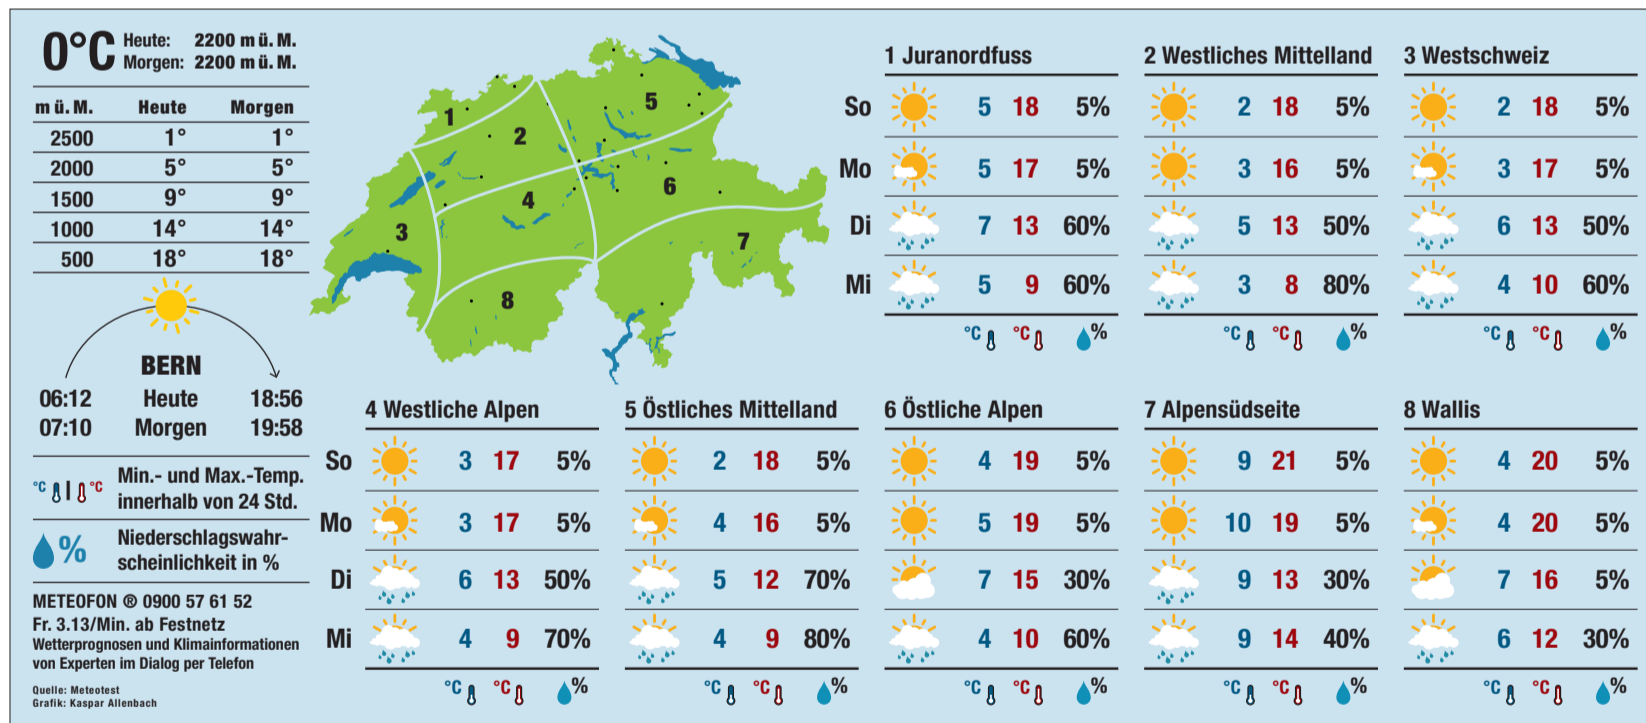 0°C
Heute: 2200 m ü. M.
Morgen: 2200 m ü. M.
m ü. M. Heute Morgen
2500 1° 1°
2000 5° 5°
1500 9° 9°
1000 14° 14°
500 18° 18°
BERN
06:12 Heute 18:56
07:10 Morgen 19:58
°C | °C Min.- und Max.-Temp.
innerhalb von 24 Std.
% Niederschlagswahr-
scheinlichkeit in %
METEOFON ® 0900 57 61 52
Fr. 3.13/Min. ab Festnetz
Wetterprognosen und Klimainformationen
von Experten im Dialog per Telefon
Quelle: Meteotest
Grafik: Kaspar Allenbach
1
2
3
4
5
6
7
8
1 Juranordfuss 2 Westliches Mittelland 3 Westschweiz
So 5 18 5% 2 18 5% 2 18 5%
Mo 5 17 5% 3 16 5% 3 17 5%
Di 7 13 60% 5 13 50% 6 13 50%
Mi 5 9 60% 3 8 80% 4 10 60%
°C °C % °C °C % °C °C %
4 Westliche Alpen 5 Östliches Mittelland 6 Östliche Alpen 7 Alpensüdseite 8 Wallis
So 3 17 5% 2 18 5% 4 19 5% 9 21 5% 4 20 5%
Mo 3 17 5% 4 16 5% 5 19 5% 10 19 5% 4 20 5%
Di 6 13 50% 5 12 70% 7 15 30% 9 13 30% 7 16 5%
Mi 4 9 70% 4 9 80% 4 10 60% 9 14 40% 6 12 30%
°C °C % °C °C % °C °C % °C °C % °C °C %